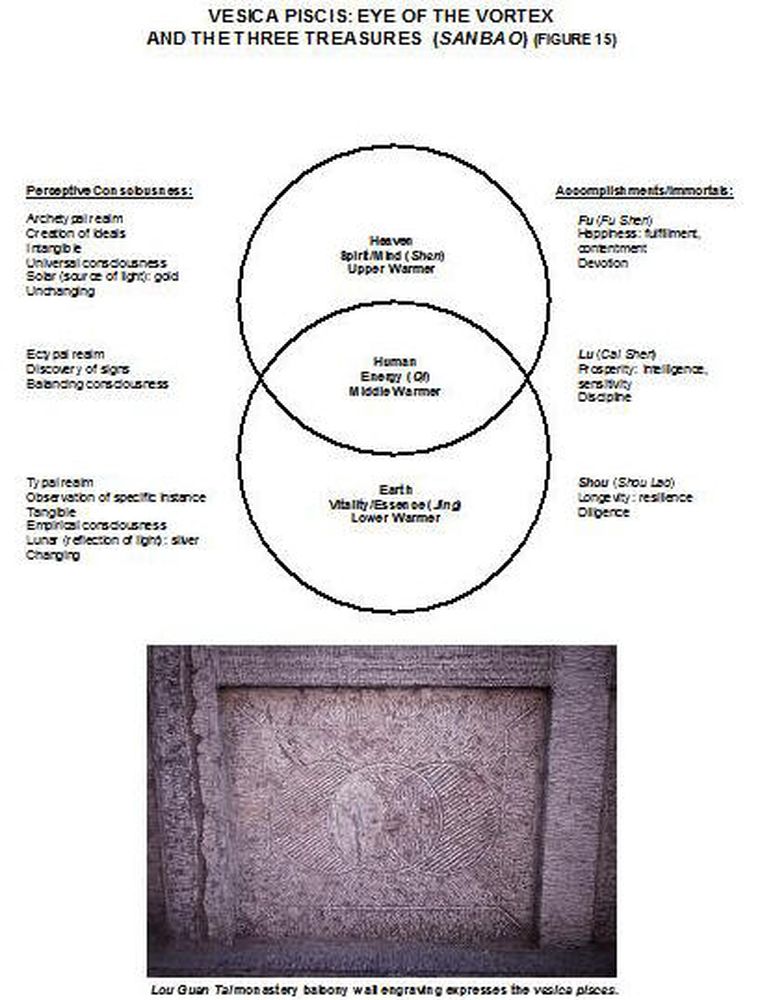 VESICA PISCIS: EYE OF THE VORTEX
AND THE THREE TREASURES (SANBAO) (FIGURE 15)
Perceptive Consciousness:
Archetypal realm
Creation of ideals
Intangible
Universal consciousness
Solar (source of light): gold
Unchanging
Ectypal realm
Discovery of signs
Balancing consciousness
Typal realm
Observation of specific instance
Tangible
Empirical consciousness
Lunar (reflection of light): silver
Changing
Heaven
Spirit/Mind (Shen)
Upper Warmer
Human
Energy (Qi)
Middle Warmer
Earth
Vitality/Essence (Jing)
Lower Warmer
Accomplishments/Immortals:
Fu (Fu Shen)
Happiness: fulfillment,
contentment
Devotion
Lu (Cai Shen)
Prosperity: intelligence,
sensitivity
Discipline
Shou (Shou Lao)
Longevity: resilience
Diligence
Lou Guan Tai monastery balcony wall engraving expresses the vesica pisces.